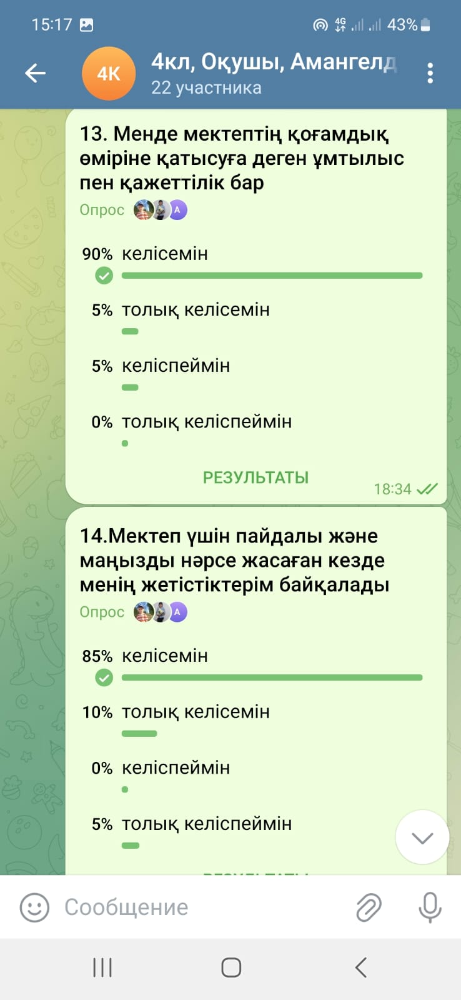 15:17 4G 43%
4K 4кл, Оқушы, Амангелд
22 участника
13. Менде мектептің қоғамдық
өміріне қатысуға деген ұмтылыс
пен қажеттілік бар
Опрос A
90% келісемін
5% толық келісемін
5% келіспеймін
0% толық келіспеймін
РЕЗУЛЬТАТЫ
18:34
14.Мектеп үшін пайдалы және
маңызды нәрсе жасаған кезде
менің жетістіктерім байқалады
Опрос A
85% келісемін
10% толық келісемін
0% келіспеймін
5% толық келіспеймін
Сообщение